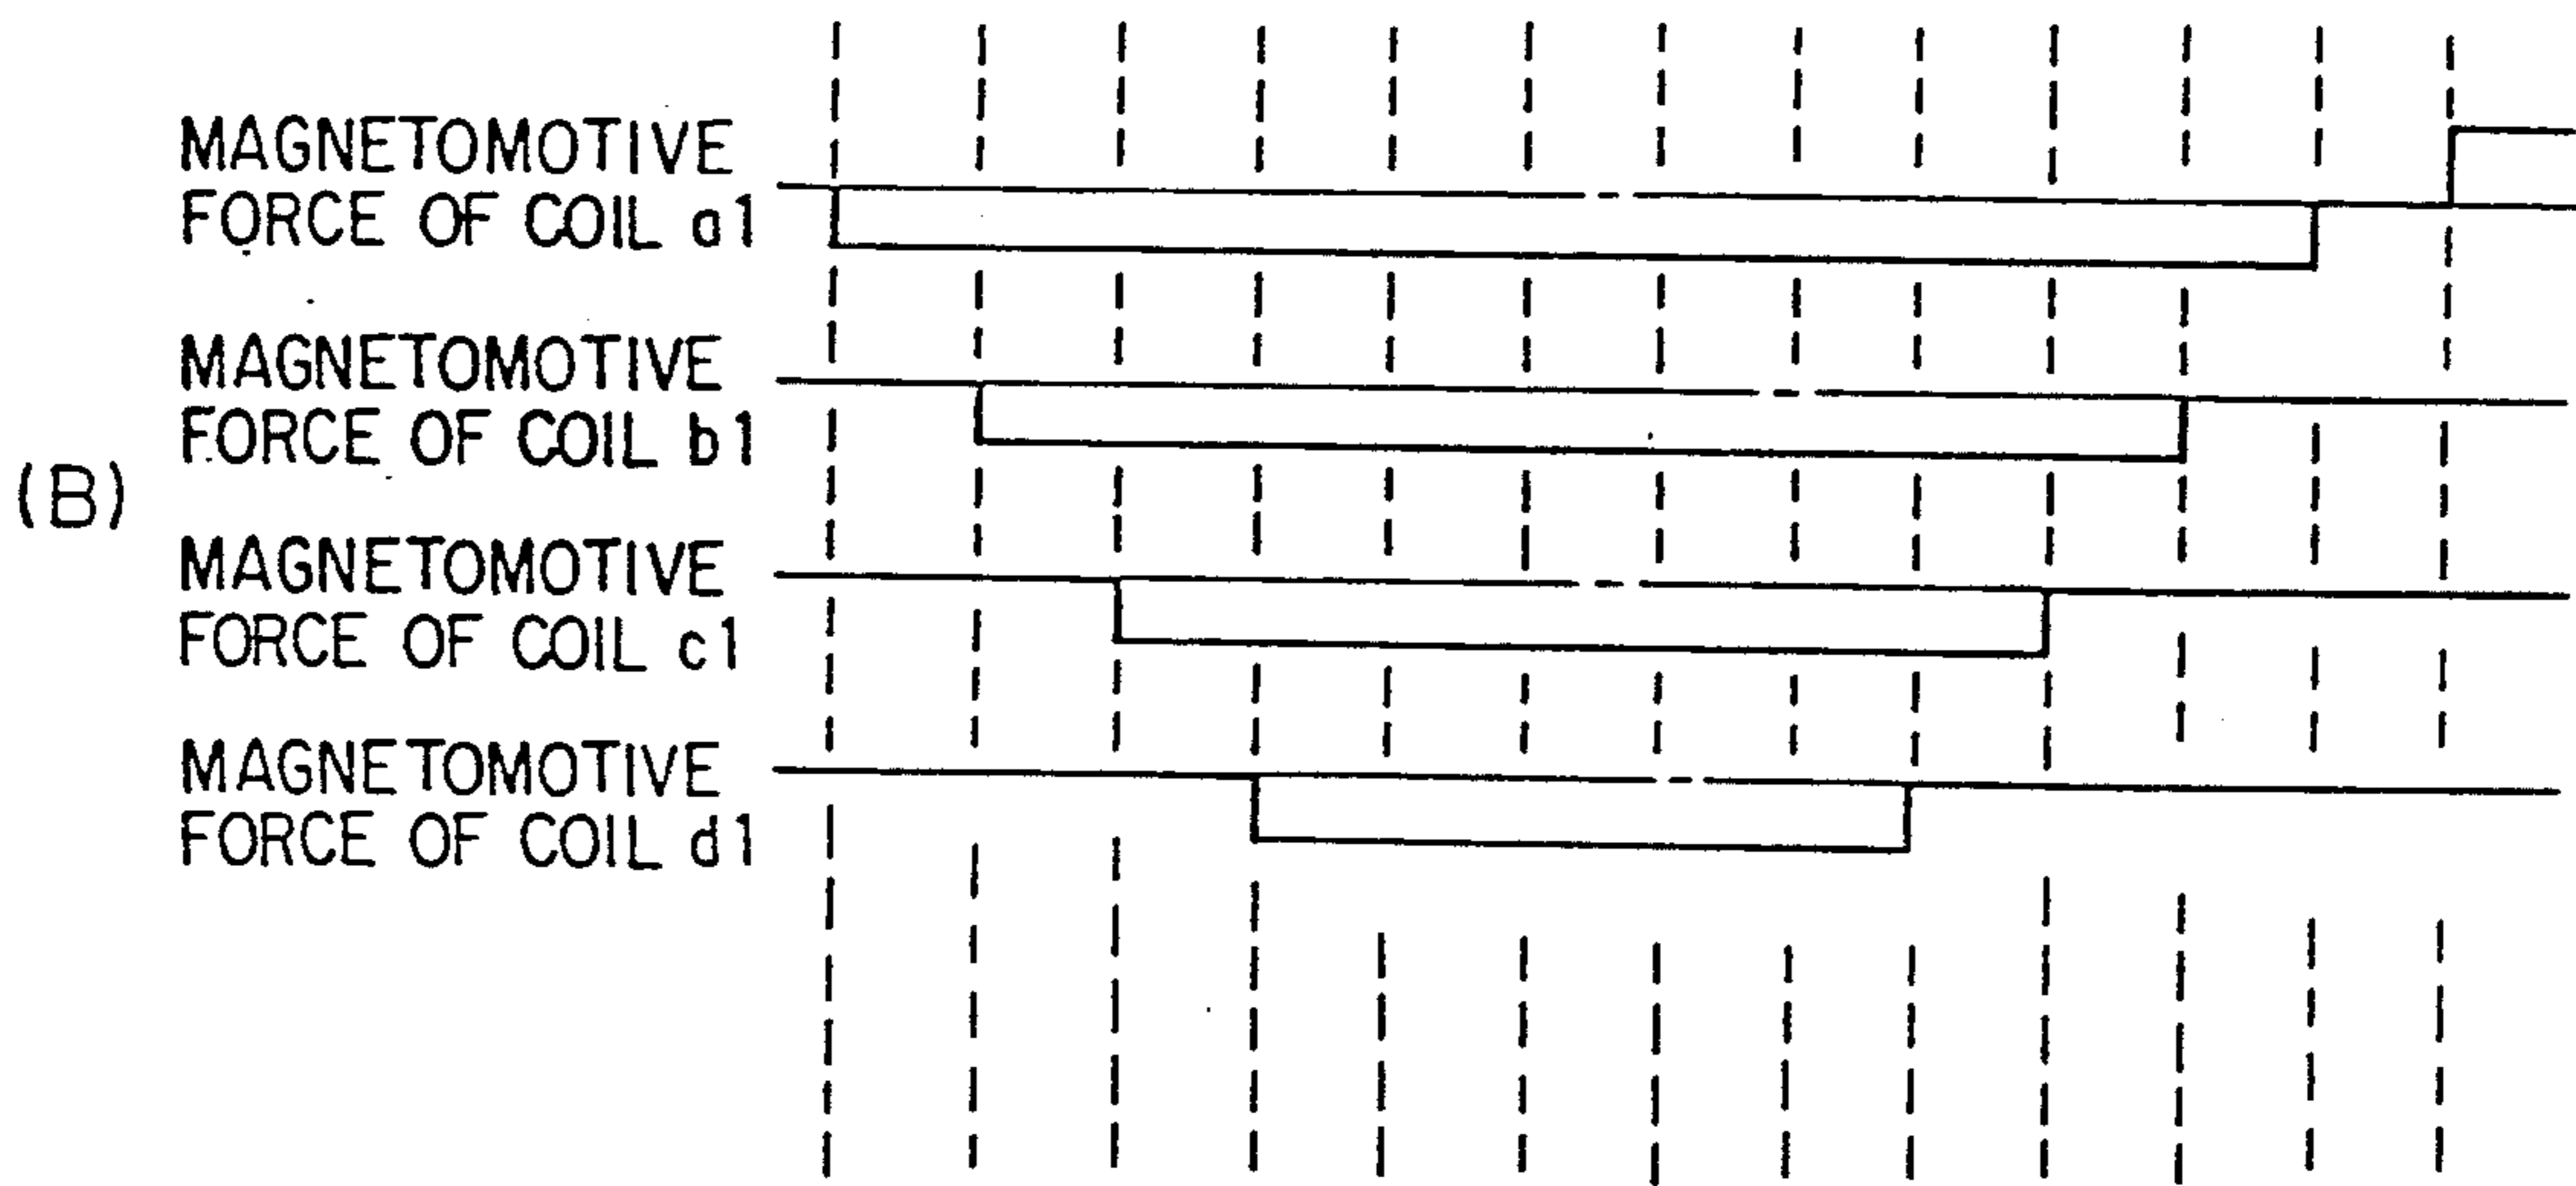 MAGNETOMOTIVE
FORCE OF COIL a1
MAGNETOMOTIVE
FORCE OF COIL b1
(B)
MAGNETOMOTIVE
FORCE OF COIL c1
MAGNETOMOTIVE
FORCE OF COIL d1